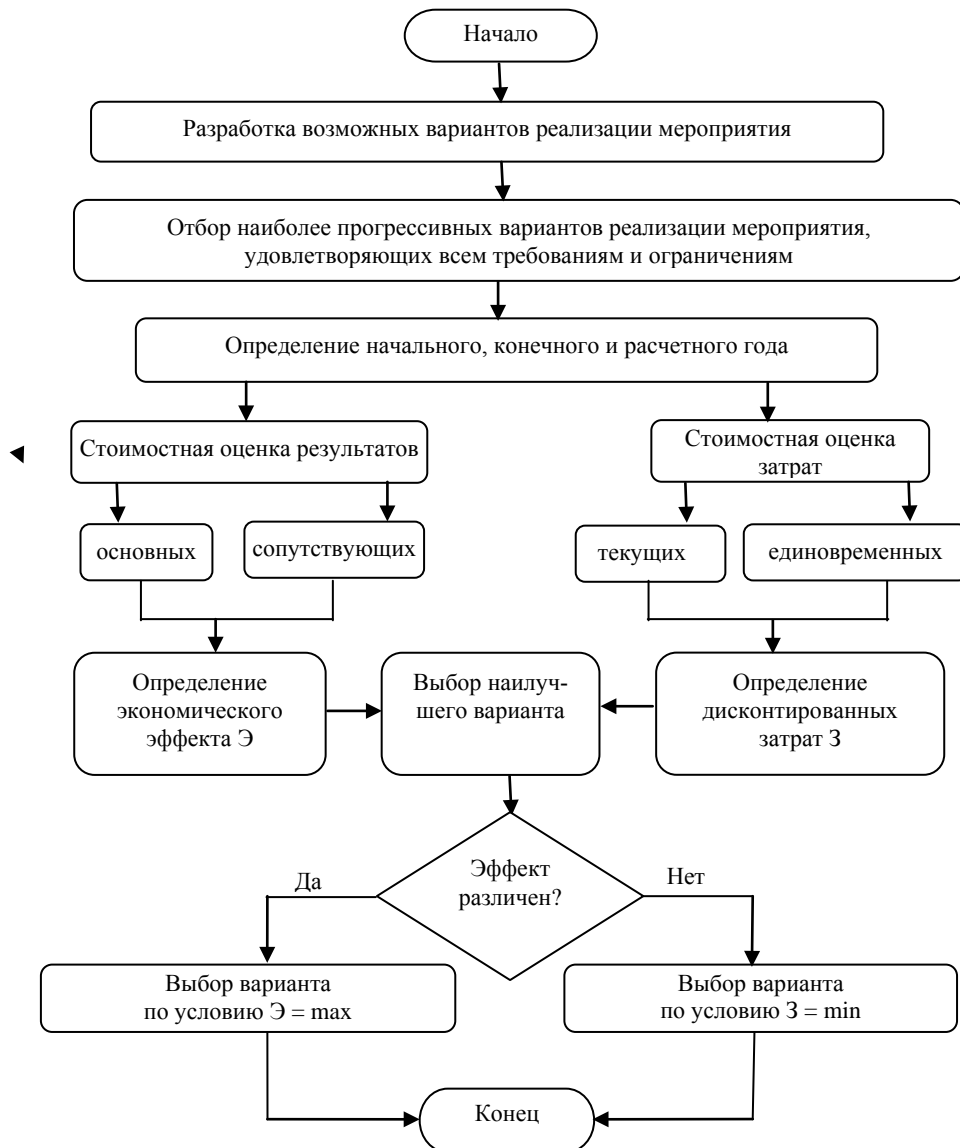 Начало
Разработка возможных вариантов реализации мероприятия
Отбор наиболее прогрессивных вариантов реализации мероприятия,
удовлетворяющих всем требованиям и ограничениям
Определение начального, конечного и расчетного года
Стоимостная оценка результатов
Стоимостная оценка
затрат
основных
сопутствующих
текущих
единовременных
Определение
экономического
эффекта Э
Выбор наилуч-
шего варианта
Определение
дисконтированных
затрат З
Эффект
различен?
Да
Нет
Выбор варианта
по условию Э = max
Выбор варианта
по условию З = min
Конец